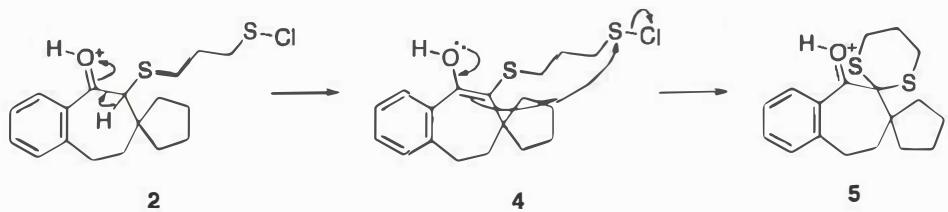 S Cl H O+ S H
H O S S Cl
H O+ S S
2 4 5